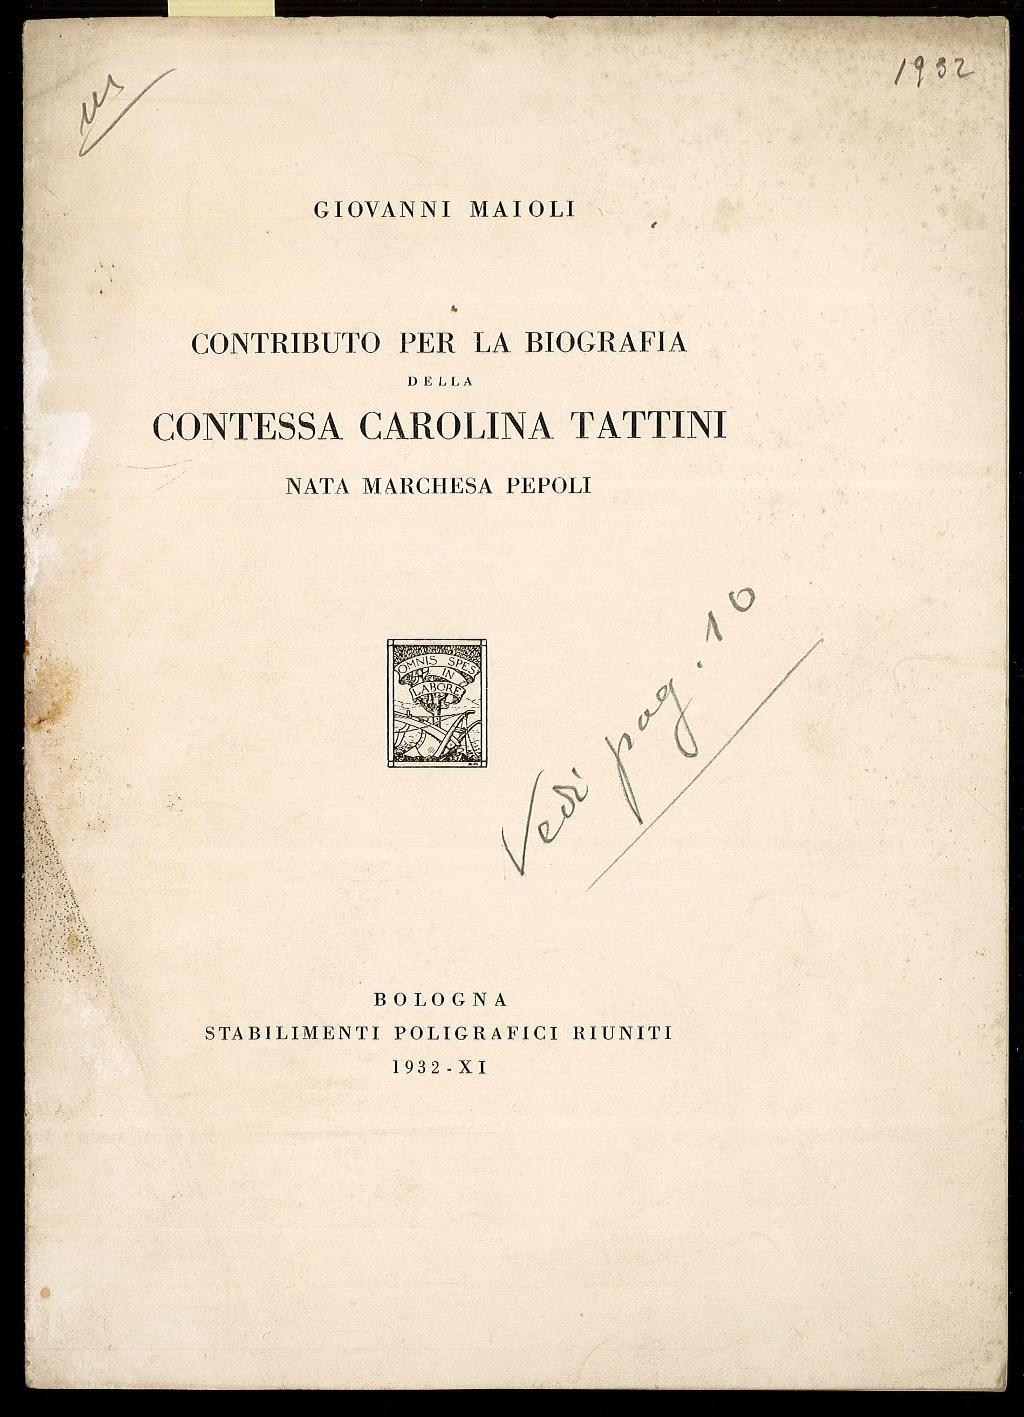 1932
GIOVANNI MAIOLI
CONTRIBUTO PER LA BIOGRAFIA
DELLA
CONTESSA CAROLINA TATTINI
NATA MARCHESA PEPOLI
OMNIS SPES
IN
LABORE
Vedi pag. 10
BOLOGNA
STABILIMENTI POLIGRAFICI RIUNITI
1932-XI